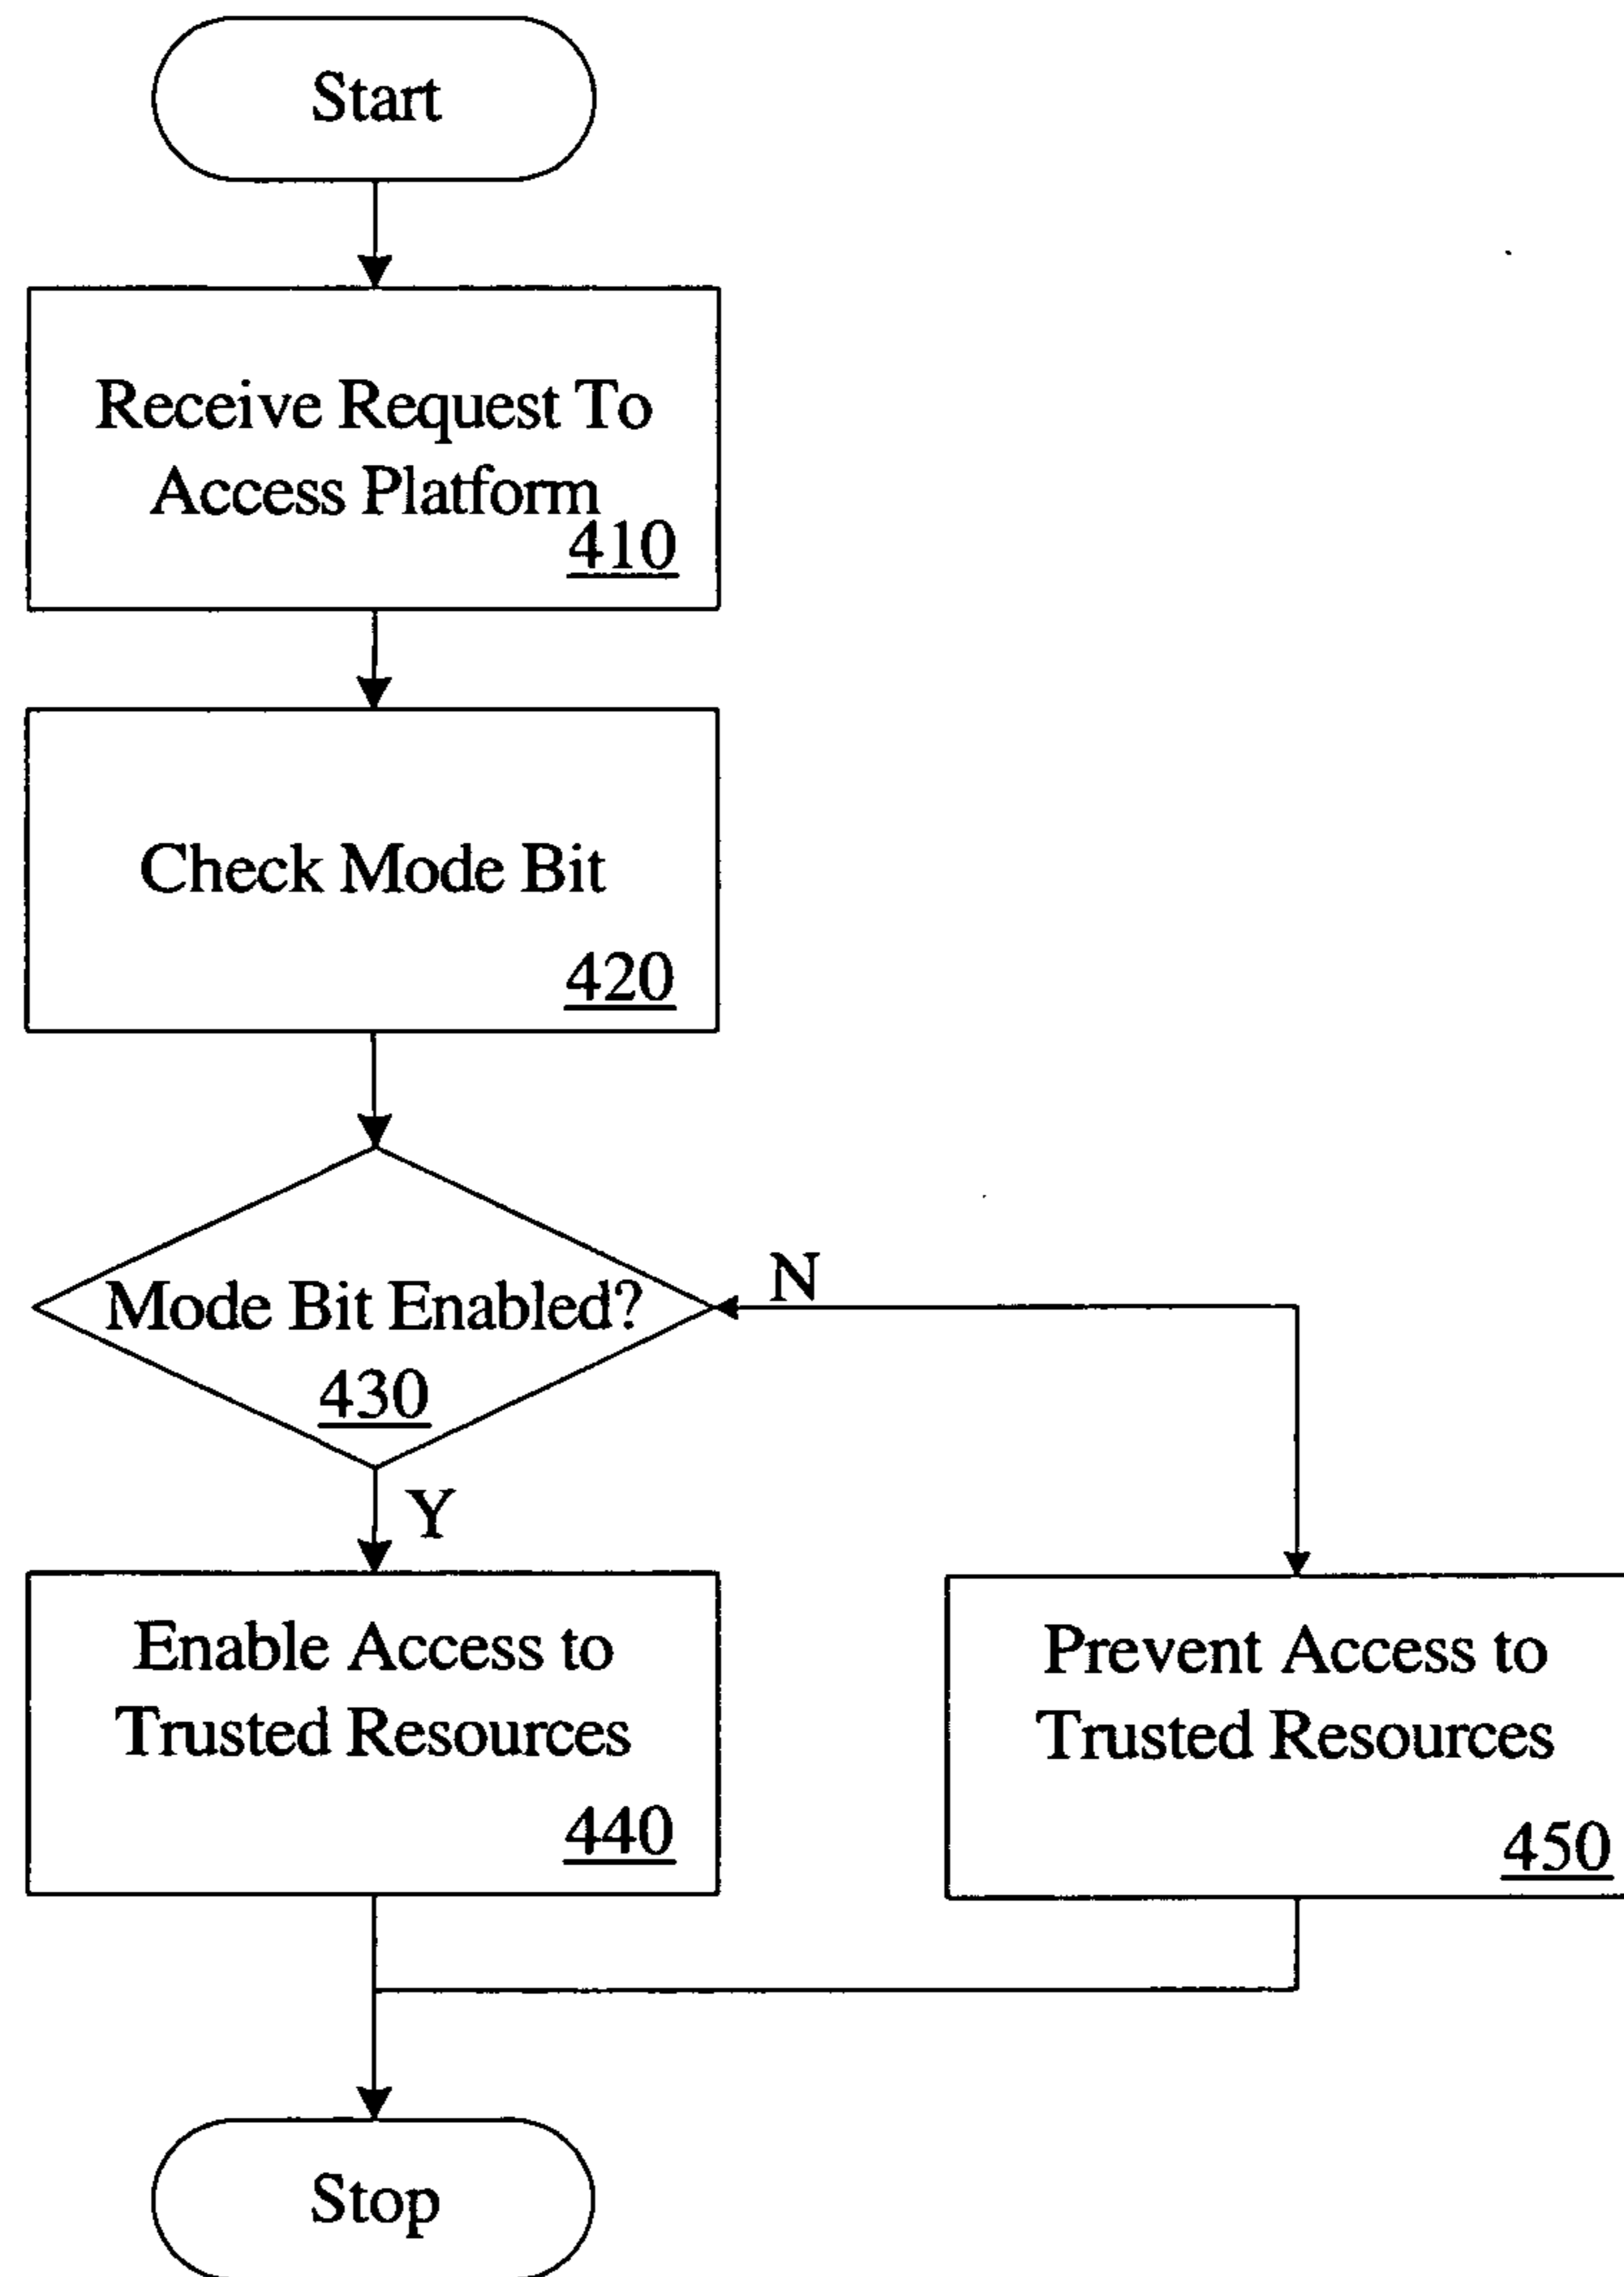 Start
Receive Request To
Access Platform
410
Check Mode Bit
420
Mode Bit Enabled?
430
N
Y
Enable Access to
Trusted Resources
440
Prevent Access to
Trusted Resources
450
Stop